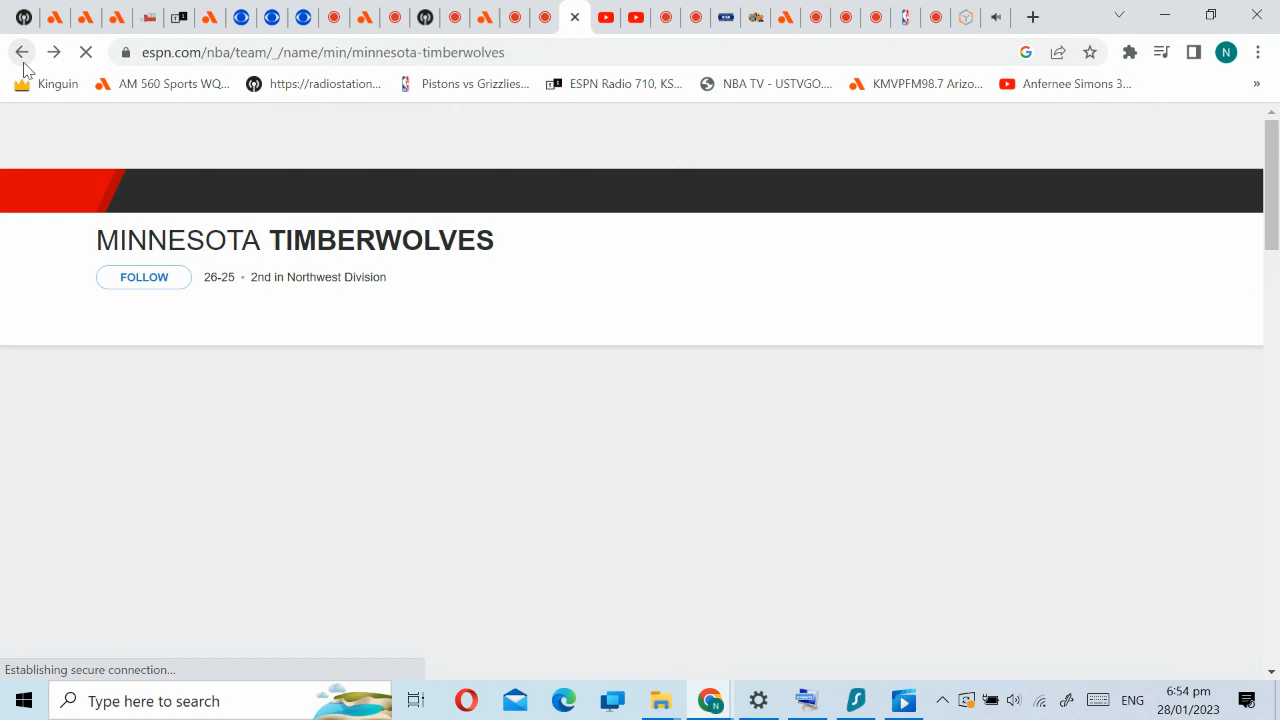 espn.com/nba/team/_/name/min/minnesota-timberwolves
N
Kinguin
AM 560 Sports WQ...
https://radiostation...
Pistons vs Grizzlies...
ESPN Radio 710, KS...
NBA TV - USTVGO....
KMVPFM98.7 Arizo...
Anfernee Simons 3...
»
MINNESOTA TIMBERWOLVES
FOLLOW
26-25 • 2nd in Northwest Division
Establishing secure connection...
Type here to search
ENG
6:54 pm
28/01/2023